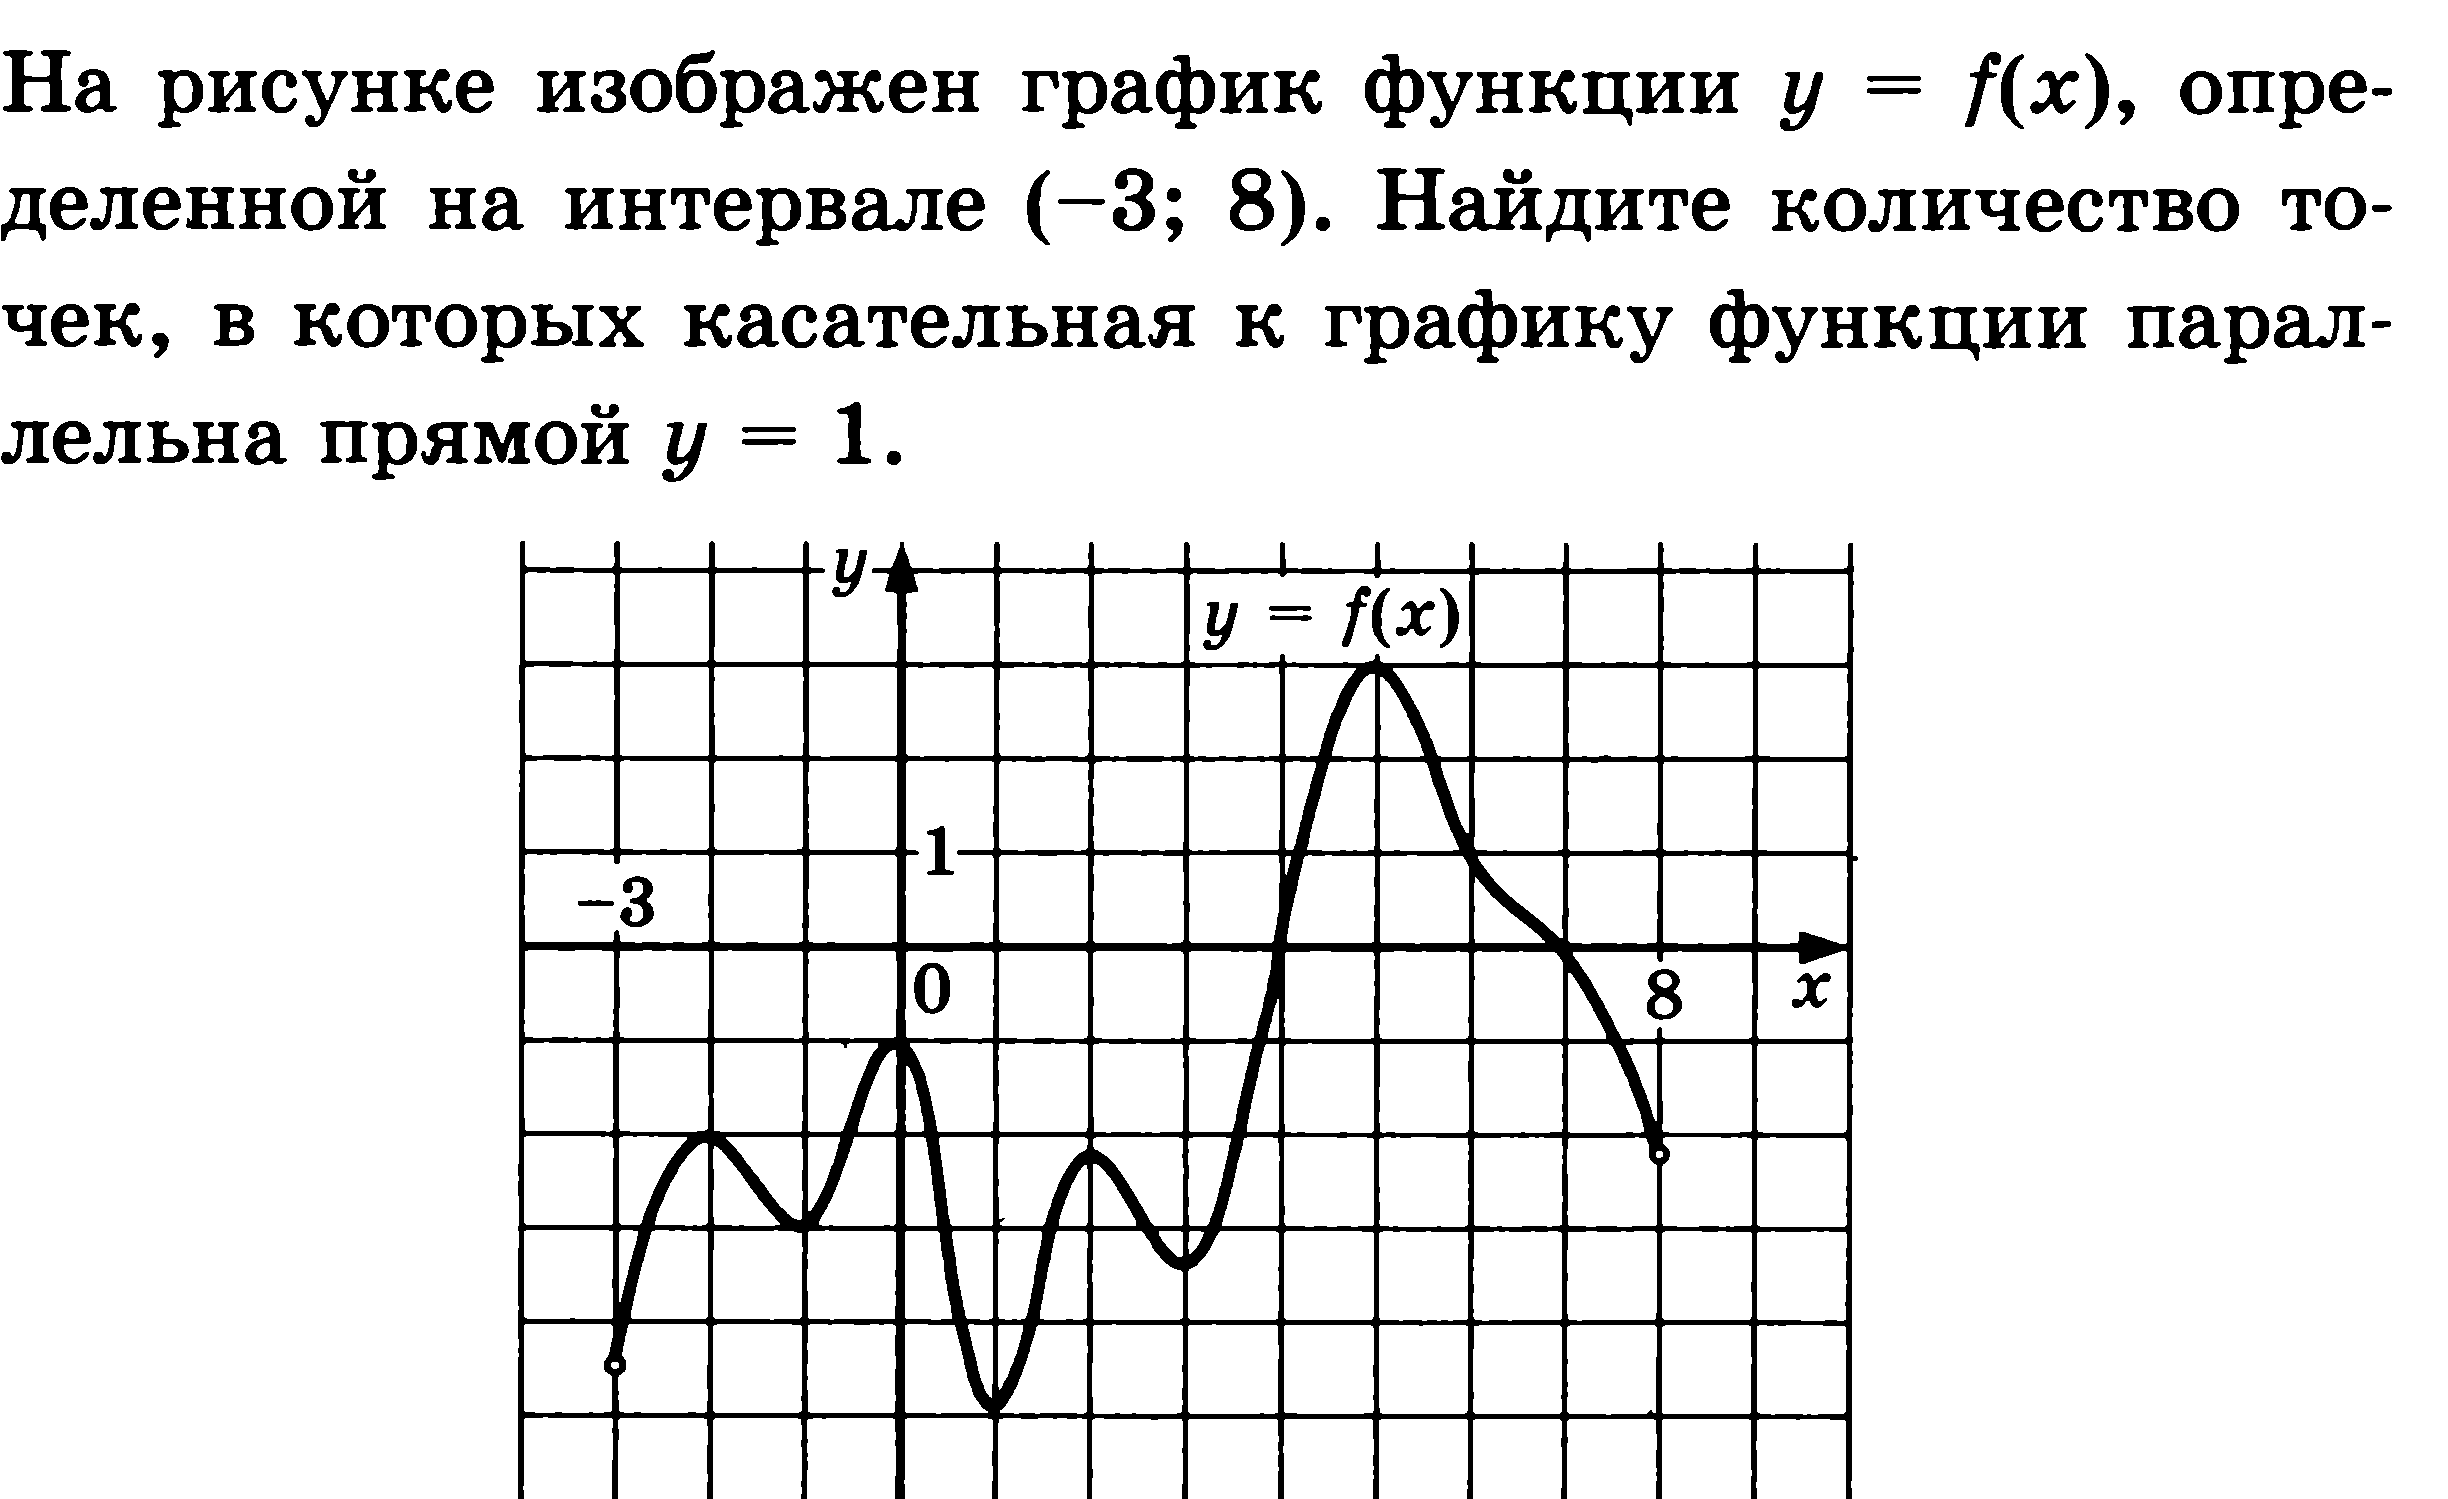 На рисунке изображен график функции y = f(x), опре-
деленной на интервале (−3; 8). Найдите количество то-
чек, в которых касательная к графику функции парал-
лельна прямой y = 1.
y
y = f(x)
1
−3
0
8
x